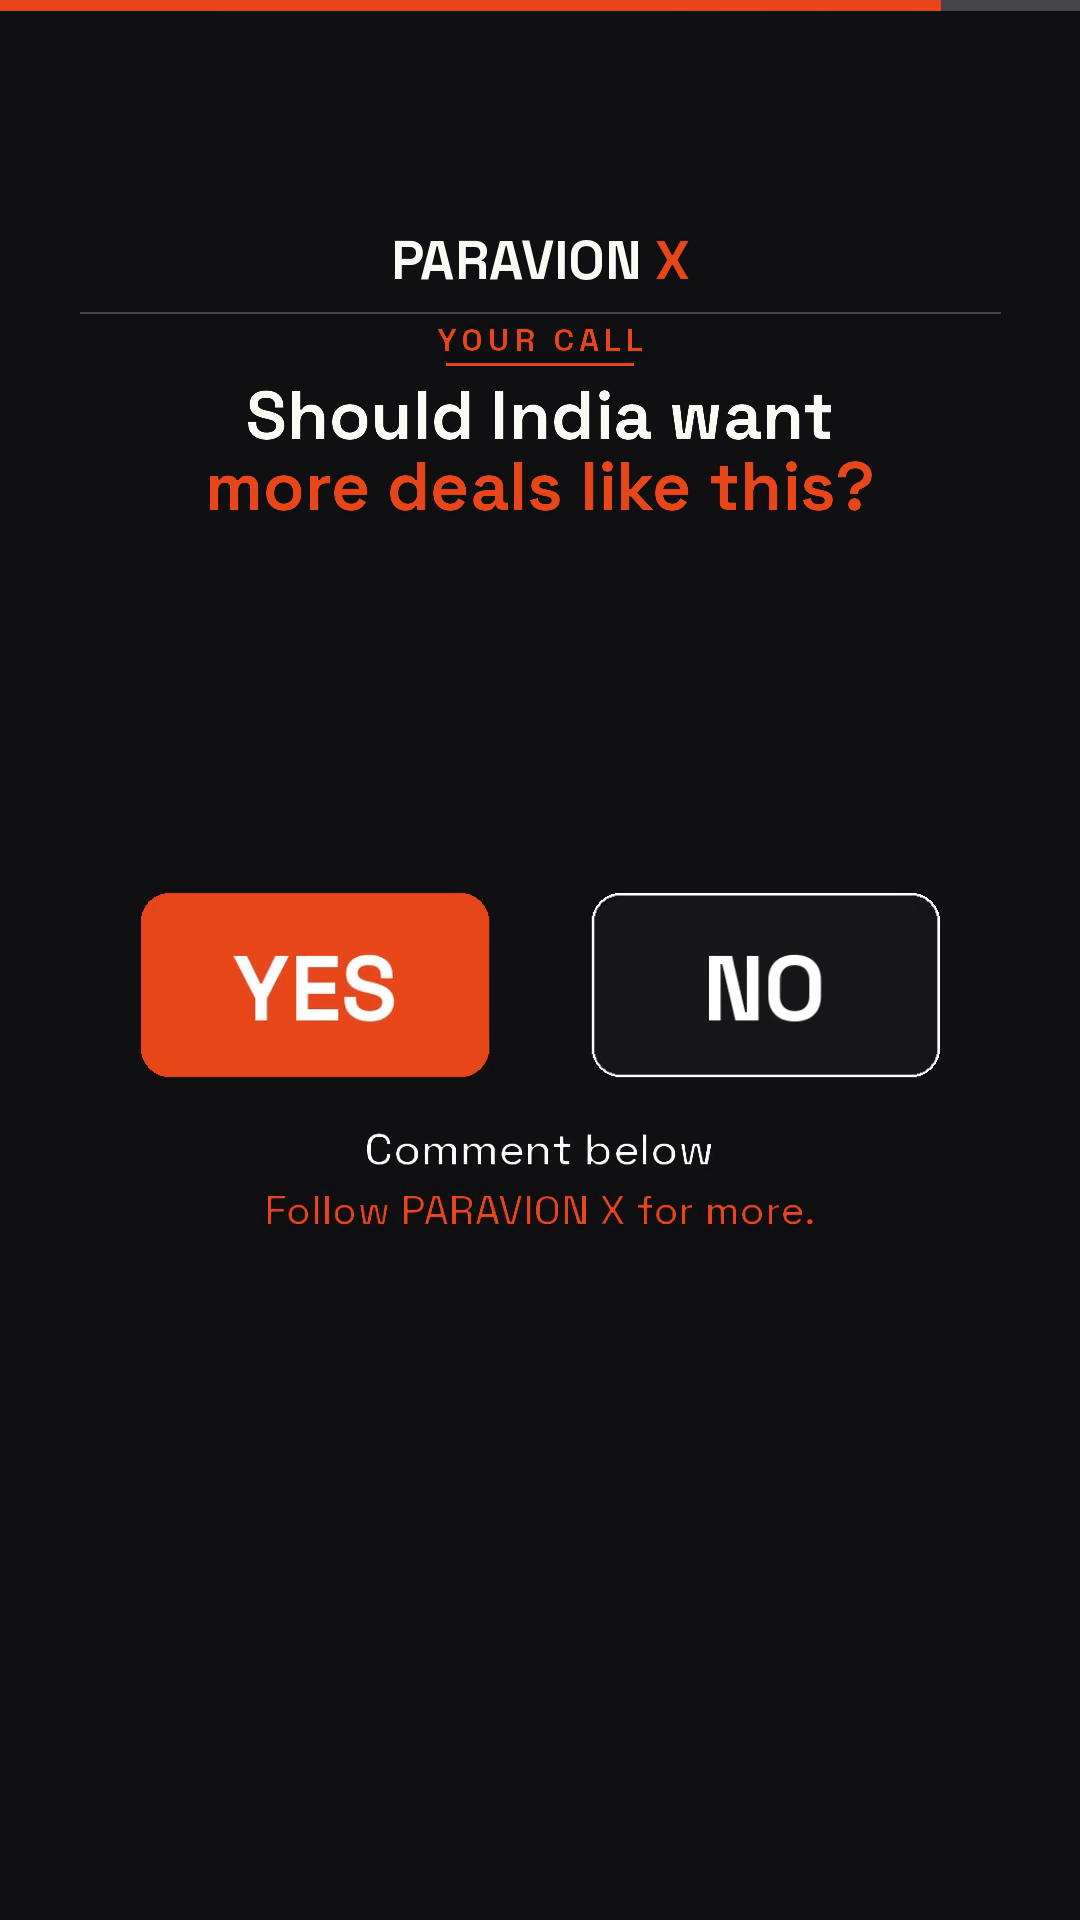 PARAVION X
YOUR CALL
Should India want
more deals like this?
YES
NO
Comment below
Follow PARAVION X for more.